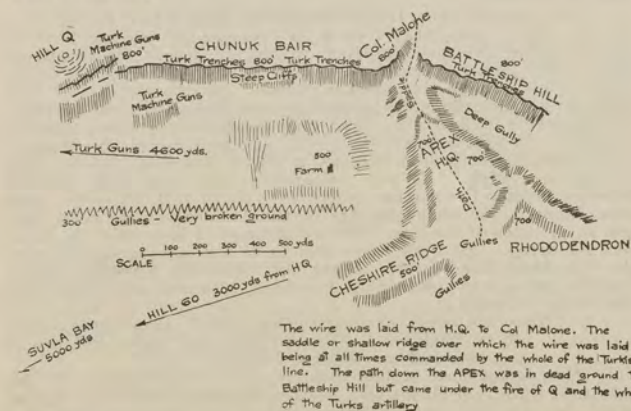 HILL Q
Turk
Machine Guns
800'
CHUNUK BAIR
Turk Trenches 800' Turk Trenches
Steep Cliffs
Col Malone
800'
BATTLESHIP HILL
800'
Turk Trenches
Turk
Machine Guns
Saddle
Deep Gully
Turk Guns 4600 yds.
500
Farm
700'
APEX
H.Q.
700'
Path
300'
Gullies - Very broken ground
0 100 200 300 400 500 yds
SCALE
CHESHIRE RIDGE
500'
Gullies
Gullies
700'
RHODODENDRON
HILL 60 3000 yds from H.Q
SUVLA BAY
5000 yds
The wire was laid from H.Q. to Col Malone. The
saddle or shallow ridge over which the wire was laid
being at all times commanded by the whole of the Turkis
line. The path down the APEX was in dead ground t
Battleship Hill but came under the fire of Q and the wh
of the Turks artillery